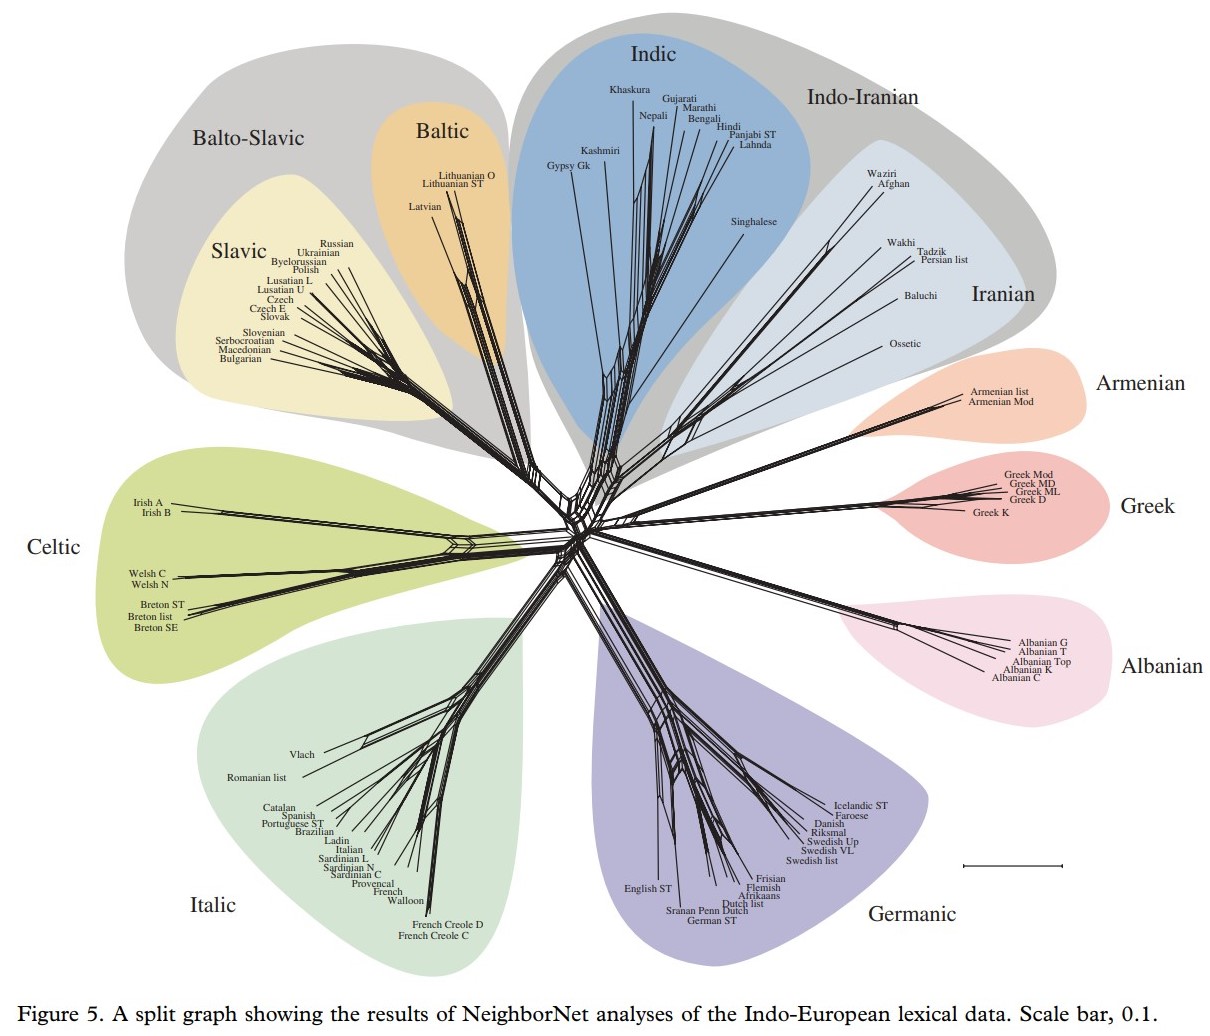 Indic
Khaskura
Gujarati
Marathi
Nepali
Bengali
Hindi
Panjabi ST
Lahnda
Kashmiri
Gypsy Gk
Singhalese
Indo-Iranian
Waziri
Afghan
Wakhi
Tadzik
Persian list
Baluchi
Iranian
Ossetic
Balto-Slavic
Baltic
Lithuanian O
Lithuanian ST
Latvian
Slavic
Russian
Ukrainian
Byelorussian
Polish
Lusatian L
Lusatian U
Czech
Czech E
Slovak
Slovenian
Serbocroatian
Macedonian
Bulgarian
Armenian
Armenian list
Armenian Mod
Greek Mod
Greek MD
Greek ML
Greek D
Greek K
Greek
Celtic
Irish A
Irish B
Welsh C
Welsh N
Breton ST
Breton list
Breton SE
Albanian G
Albanian T
Albanian Top
Albanian K
Albanian C
Albanian
Vlach
Romanian list
Catalan
Spanish
Portuguese ST
Brazilian
Ladin
Italian
Sardinian L
Sardinian N
Sardinian C
Provencal
French
Walloon
French Creole D
French Creole C
Italic
Icelandic ST
Faroese
Danish
Riksmal
Swedish Up
Swedish VL
Swedish list
Frisian
Flemish
Afrikaans
Dutch list
Sranan Penn Dutch
German ST
English ST
Germanic
Figure 5. A split graph showing the results of NeighborNet analyses of the Indo-European lexical data. Scale bar, 0.1.